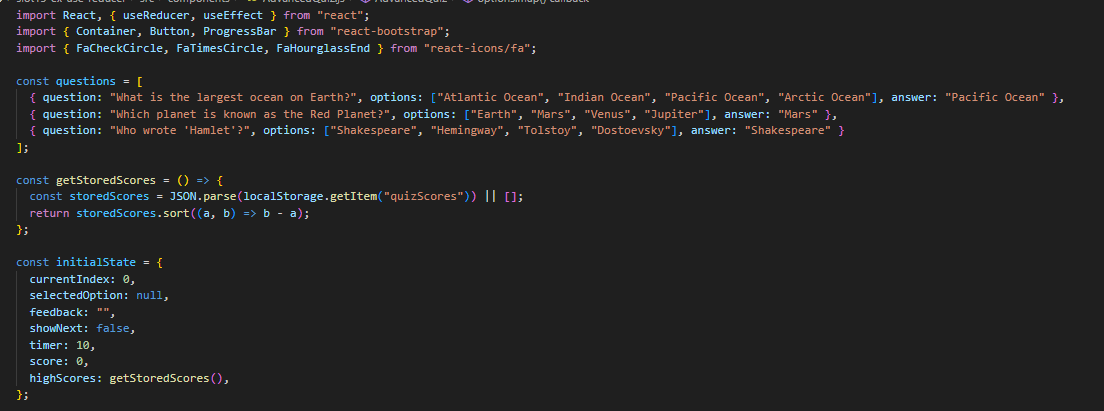 import React, { useReducer, useEffect } from "react";
import { Container, Button, ProgressBar } from "react-bootstrap";
import { FaCheckCircle, FaTimesCircle, FaHourglassEnd } from "react-icons/fa";

const questions = [
  { question: "What is the largest ocean on Earth?", options: ["Atlantic Ocean", "Indian Ocean", "Pacific Ocean", "Arctic Ocean"], answer: "Pacific Ocean" },
  { question: "Which planet is known as the Red Planet?", options: ["Earth", "Mars", "Venus", "Jupiter"], answer: "Mars" },
  { question: "Who wrote 'Hamlet'?", options: ["Shakespeare", "Hemingway", "Tolstoy", "Dostoevsky"], answer: "Shakespeare" }
];

const getStoredScores = () => {
  const storedScores = JSON.parse(localStorage.getItem("quizScores")) || [];
  return storedScores.sort((a, b) => b - a);
};

const initialState = {
  currentIndex: 0,
  selectedOption: null,
  feedback: "",
  showNext: false,
  timer: 10,
  score: 0,
  highScores: getStoredScores(),
};